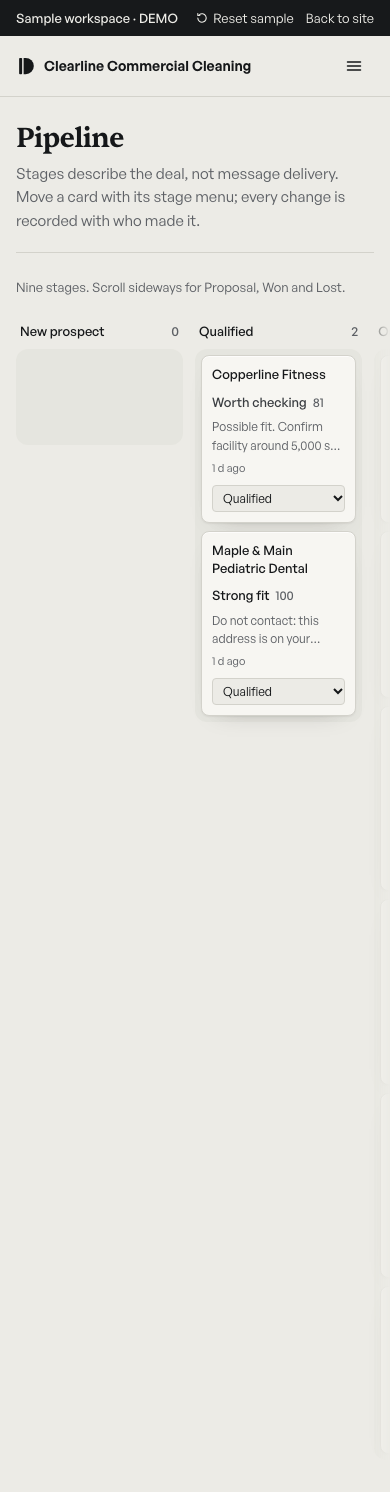 Sample workspace · DEMO Reset sample Back to site
Clearline Commercial Cleaning
Pipeline
Stages describe the deal, not message delivery.
Move a card with its stage menu; every change is
recorded with who made it.
Nine stages. Scroll sideways for Proposal, Won and Lost.
New prospect 0
Qualified 2
Copperline Fitness
Worth checking 81
Possible fit. Confirm
facility around 5,000 s...
1 d ago
Qualified
Maple & Main
Pediatric Dental
Strong fit 100
Do not contact: this
address is on your...
1 d ago
Qualified